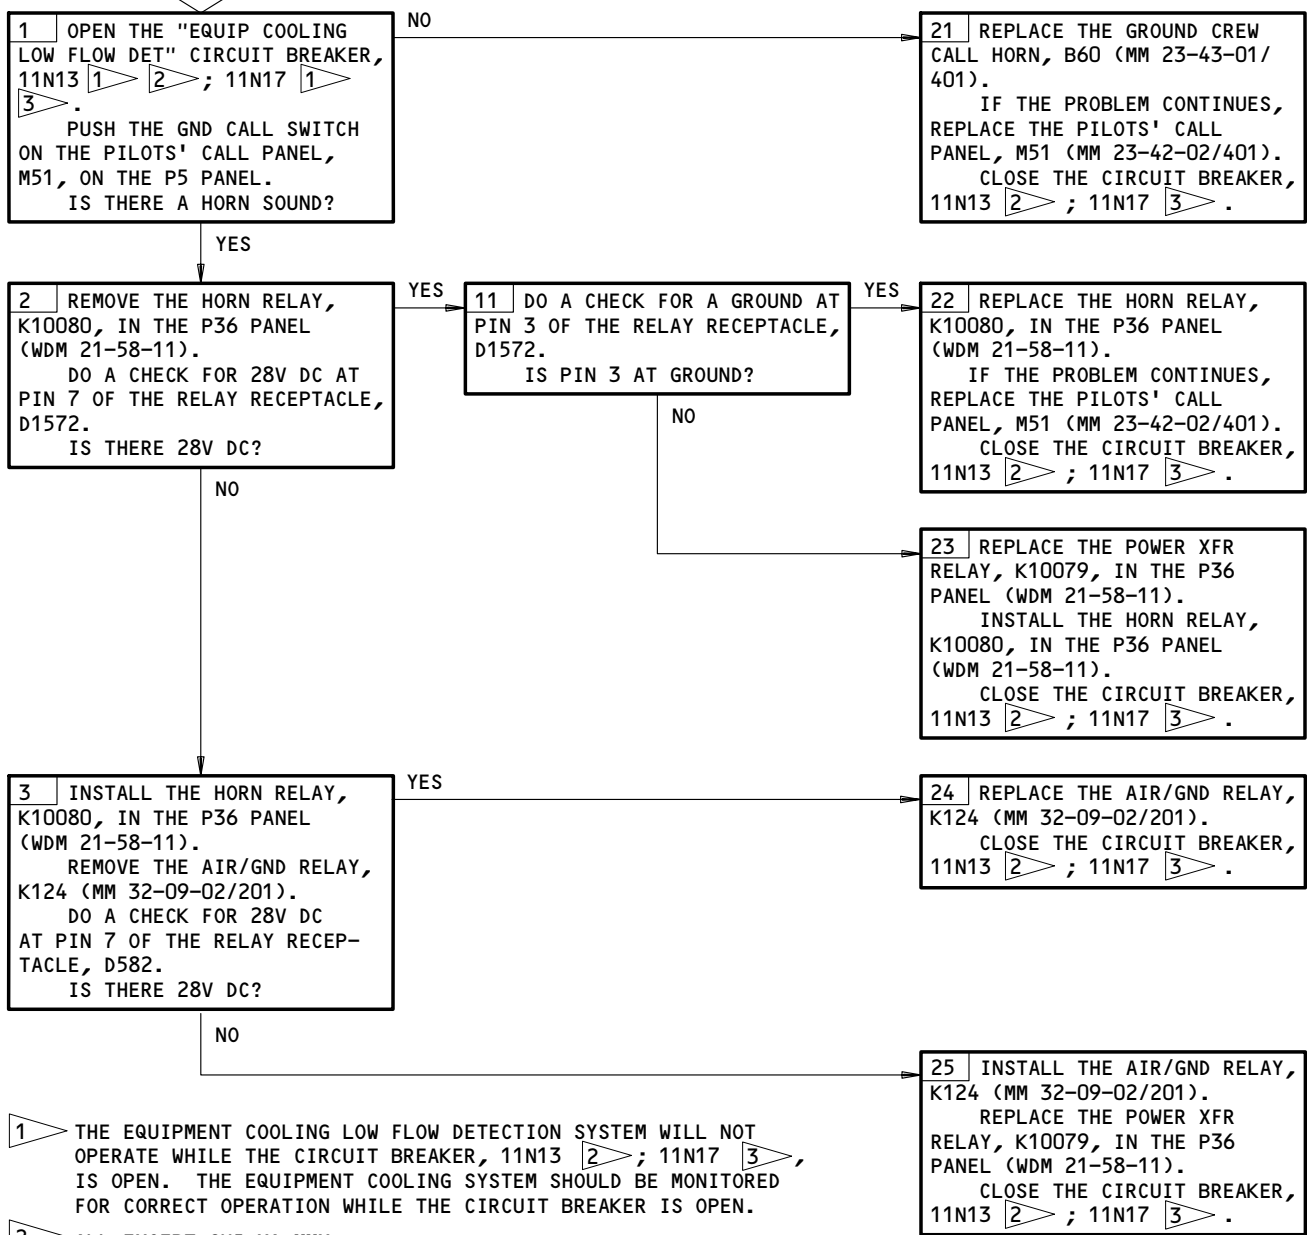 1 OPEN THE "EQUIP COOLING
LOW FLOW DET" CIRCUIT BREAKER,
11N13 1 2 ; 11N17 1
3 .
PUSH THE GND CALL SWITCH
ON THE PILOTS' CALL PANEL,
M51, ON THE P5 PANEL.
IS THERE A HORN SOUND?
NO
21 REPLACE THE GROUND CREW
CALL HORN, B60 (MM 23-43-01/
401).
IF THE PROBLEM CONTINUES,
REPLACE THE PILOTS' CALL
PANEL, M51 (MM 23-42-02/401).
CLOSE THE CIRCUIT BREAKER,
11N13 2 ; 11N17 3 .
YES
2 REMOVE THE HORN RELAY,
K10080, IN THE P36 PANEL
(WDM 21-58-11).
DO A CHECK FOR 28V DC AT
PIN 7 OF THE RELAY RECEPTACLE,
D1572.
IS THERE 28V DC?
YES
11 DO A CHECK FOR A GROUND AT
PIN 3 OF THE RELAY RECEPTACLE,
D1572.
IS PIN 3 AT GROUND?
YES
22 REPLACE THE HORN RELAY,
K10080, IN THE P36 PANEL
(WDM 21-58-11).
IF THE PROBLEM CONTINUES,
REPLACE THE PILOTS' CALL
PANEL, M51 (MM 23-42-02/401).
CLOSE THE CIRCUIT BREAKER,
11N13 2 ; 11N17 3 .
NO
NO
23 REPLACE THE POWER XFR
RELAY, K10079, IN THE P36
PANEL (WDM 21-58-11).
INSTALL THE HORN RELAY,
K10080, IN THE P36 PANEL
(WDM 21-58-11).
CLOSE THE CIRCUIT BREAKER,
11N13 2 ; 11N17 3 .
3 INSTALL THE HORN RELAY,
K10080, IN THE P36 PANEL
(WDM 21-58-11).
REMOVE THE AIR/GND RELAY,
K124 (MM 32-09-02/201).
DO A CHECK FOR 28V DC
AT PIN 7 OF THE RELAY RECEP-
TACLE, D582.
IS THERE 28V DC?
YES
24 REPLACE THE AIR/GND RELAY,
K124 (MM 32-09-02/201).
CLOSE THE CIRCUIT BREAKER,
11N13 2 ; 11N17 3 .
NO
25 INSTALL THE AIR/GND RELAY,
K124 (MM 32-09-02/201).
REPLACE THE POWER XFR
RELAY, K10079, IN THE P36
PANEL (WDM 21-58-11).
CLOSE THE CIRCUIT BREAKER,
11N13 2 ; 11N17 3 .
1 THE EQUIPMENT COOLING LOW FLOW DETECTION SYSTEM WILL NOT
OPERATE WHILE THE CIRCUIT BREAKER, 11N13 2 ; 11N17 3 ,
IS OPEN. THE EQUIPMENT COOLING SYSTEM SHOULD BE MONITORED
FOR CORRECT OPERATION WHILE THE CIRCUIT BREAKER IS OPEN.